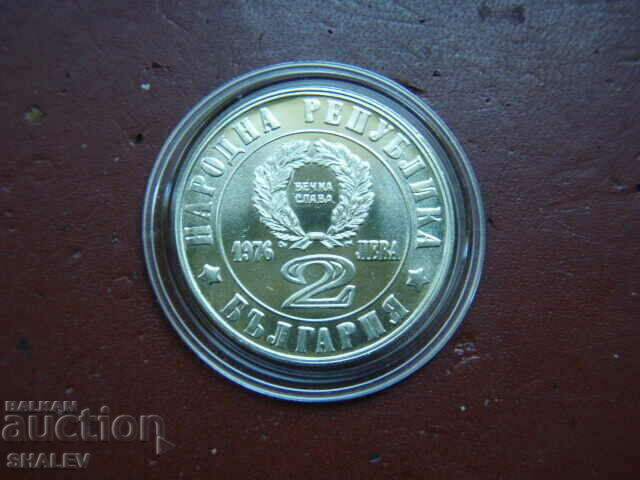 НАРОДНА РЕПУБЛИКА
ВЕЧНА
СЛАВА
1976 ЛЕВА
2
БЪЛГАРИЯ
BALKAN
auction
SHALEV